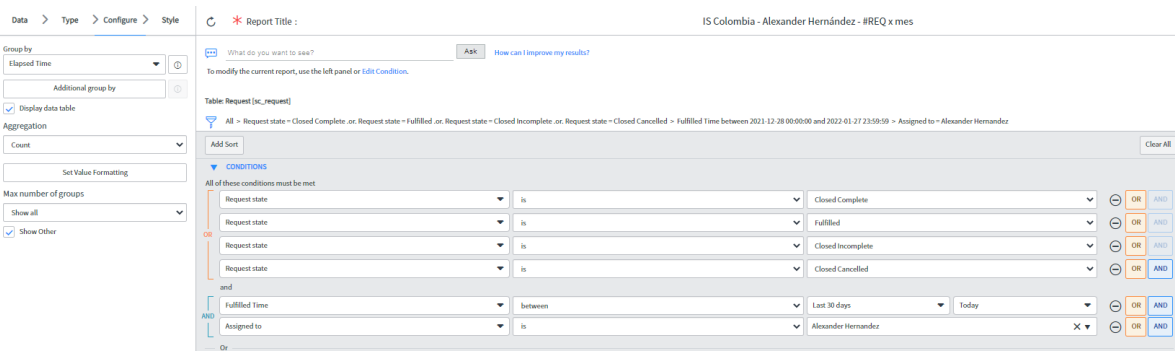 Data > Type > Configure > Style
Report Title :
IS Colombia - Alexander Hernández - #REQ x mes
Group by
Elapsed Time
Additional group by
Display data table
Aggregation
Count
Set Value Formatting
Max number of groups
Show all
Show Other
What do you want to see?
Ask
How can I improve my results?
To modify the current report, use the left panel or Edit Condition.
Table: Request [sc_request]
All > Request state = Closed Complete .or. Request state = Fulfilled .or. Request state = Closed Incomplete .or. Request state = Closed Cancelled > Fulfilled Time between 2021-12-28 00:00:00 and 2022-01-27 23:59:59 > Assigned to = Alexander Hernandez
Add Sort
Clear All
CONDITIONS
All of these conditions must be met
Request state is Closed Complete OR AND
Request state is Fulfilled OR AND
OR
Request state is Closed Incomplete OR AND
Request state is Closed Cancelled OR AND
and
Fulfilled Time between Last 30 days Today OR AND
AND
Assigned to is Alexander Hernandez OR AND
Or